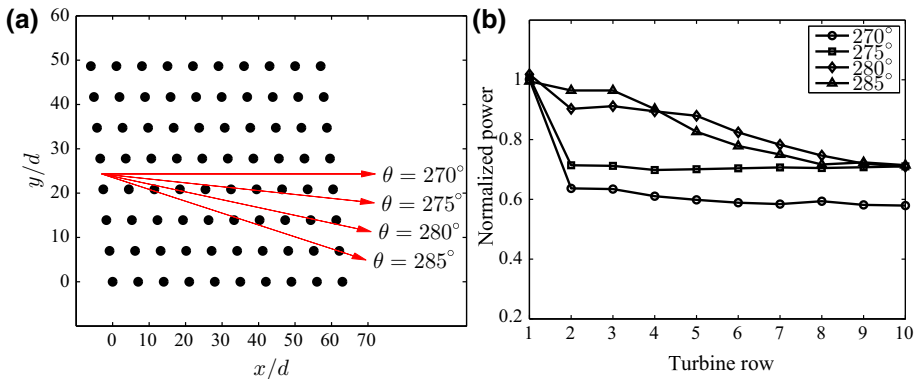 (a)
60
50
40
30
20
10
0
y/d
0 10 20 30 40 50 60 70
x/d
θ = 270°
θ = 275°
θ = 280°
θ = 285°
(b)
1
0.8
0.6
0.4
0.2
Normalized power
1 2 3 4 5 6 7 8 9 10
Turbine row
270°
275°
280°
285°